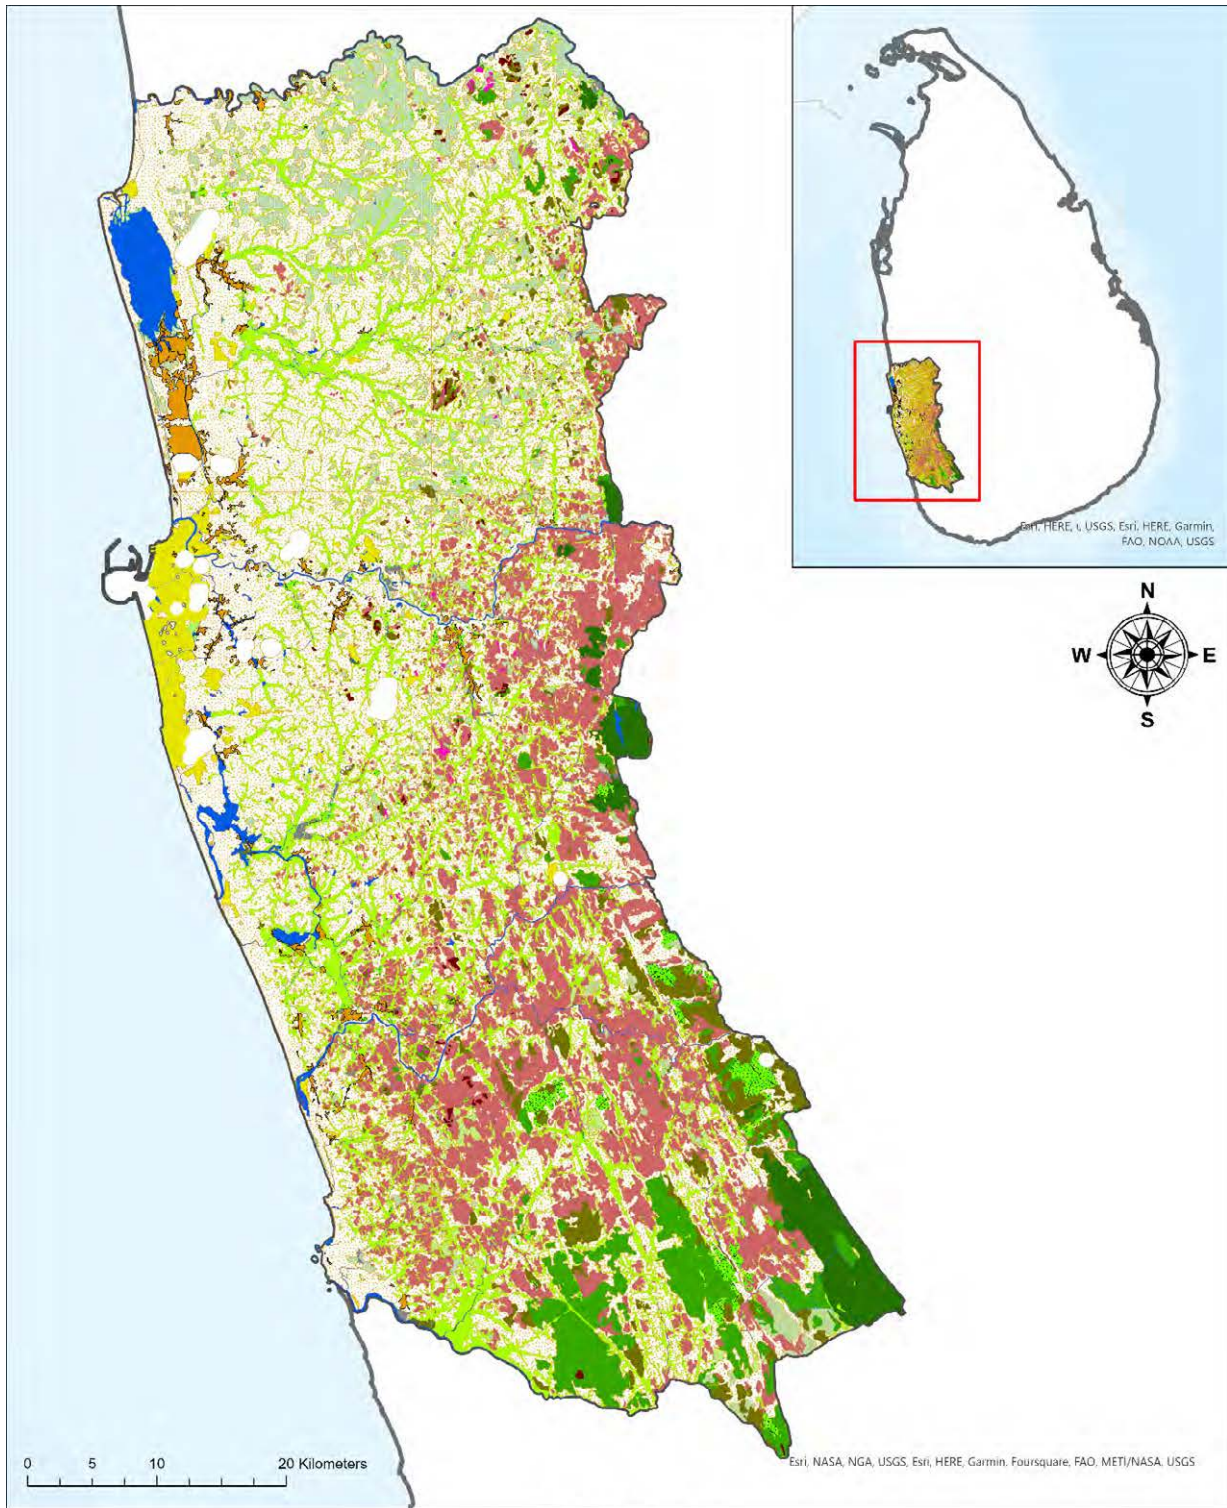 Esri, HERE, ι, USGS, Esri, HERE, Garmin,
FAO, NOAA, USGS
N
W E
S
0 5 10 20 Kilometers
Esri, NASA, NGA, USGS, Esri, HERE, Garmin, Foursquare, FAO, METI/NASA, USGS